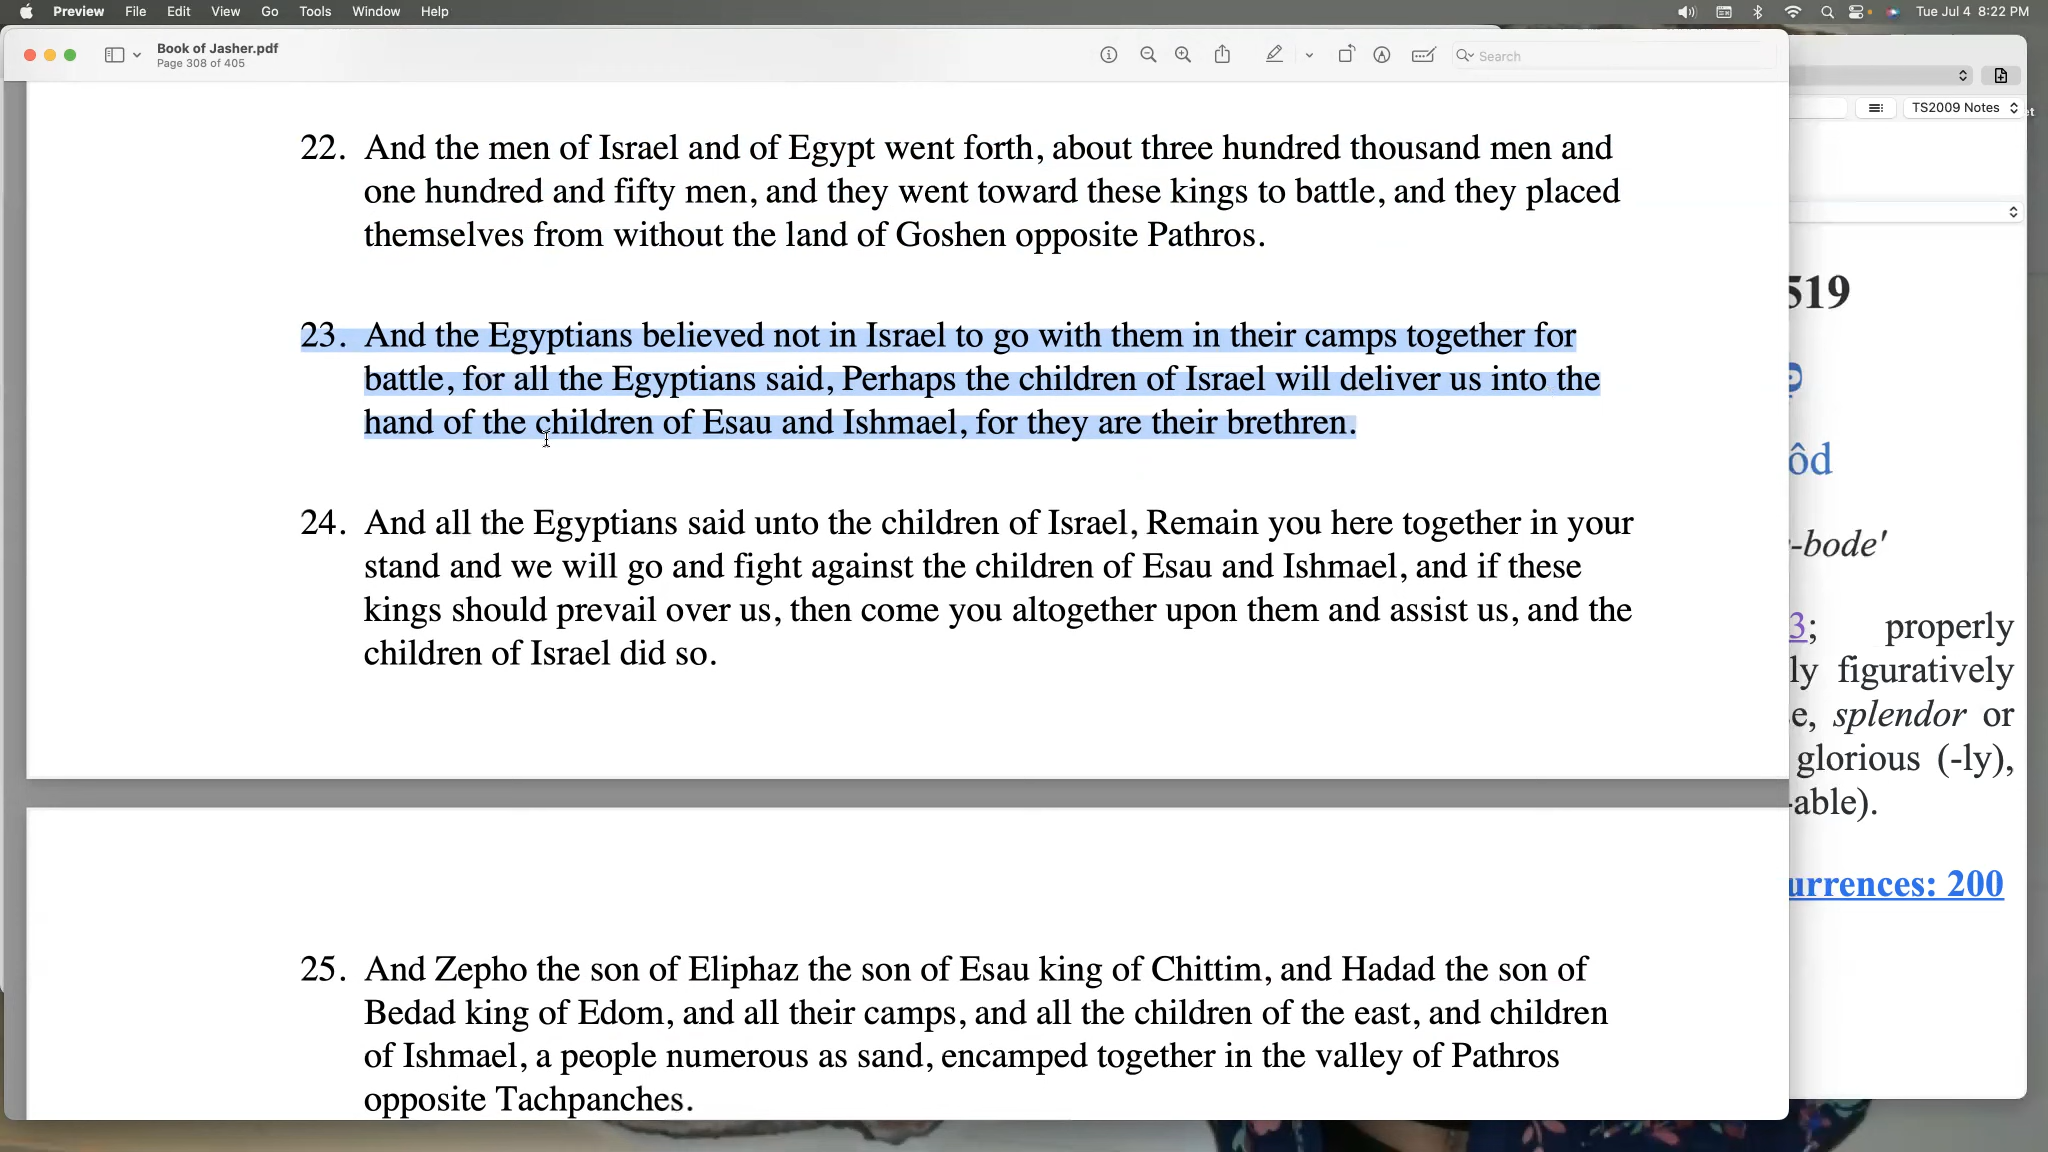 Preview File Edit View Go Tools Window Help Tue Jul 4 8:22 PM
Book of Jasher.pdf
Page 308 of 405
Search
TS2009 Notes
22. And the men of Israel and of Egypt went forth, about three hundred thousand men and
one hundred and fifty men, and they went toward these kings to battle, and they placed
themselves from without the land of Goshen opposite Pathros.
23. And the Egyptians believed not in Israel to go with them in their camps together for
battle, for all the Egyptians said, Perhaps the children of Israel will deliver us into the
hand of the children of Esau and Ishmael, for they are their brethren.
24. And all the Egyptians said unto the children of Israel, Remain you here together in your
stand and we will go and fight against the children of Esau and Ishmael, and if these
kings should prevail over us, then come you altogether upon them and assist us, and the
children of Israel did so.
25. And Zepho the son of Eliphaz the son of Esau king of Chittim, and Hadad the son of
Bedad king of Edom, and all their camps, and all the children of the east, and children
of Ishmael, a people numerous as sand, encamped together in the valley of Pathros
opposite Tachpanches.
519
ôd
-bode'
3; properly
ly figuratively
e, splendor or
glorious (-ly),
-able).
urrences: 200